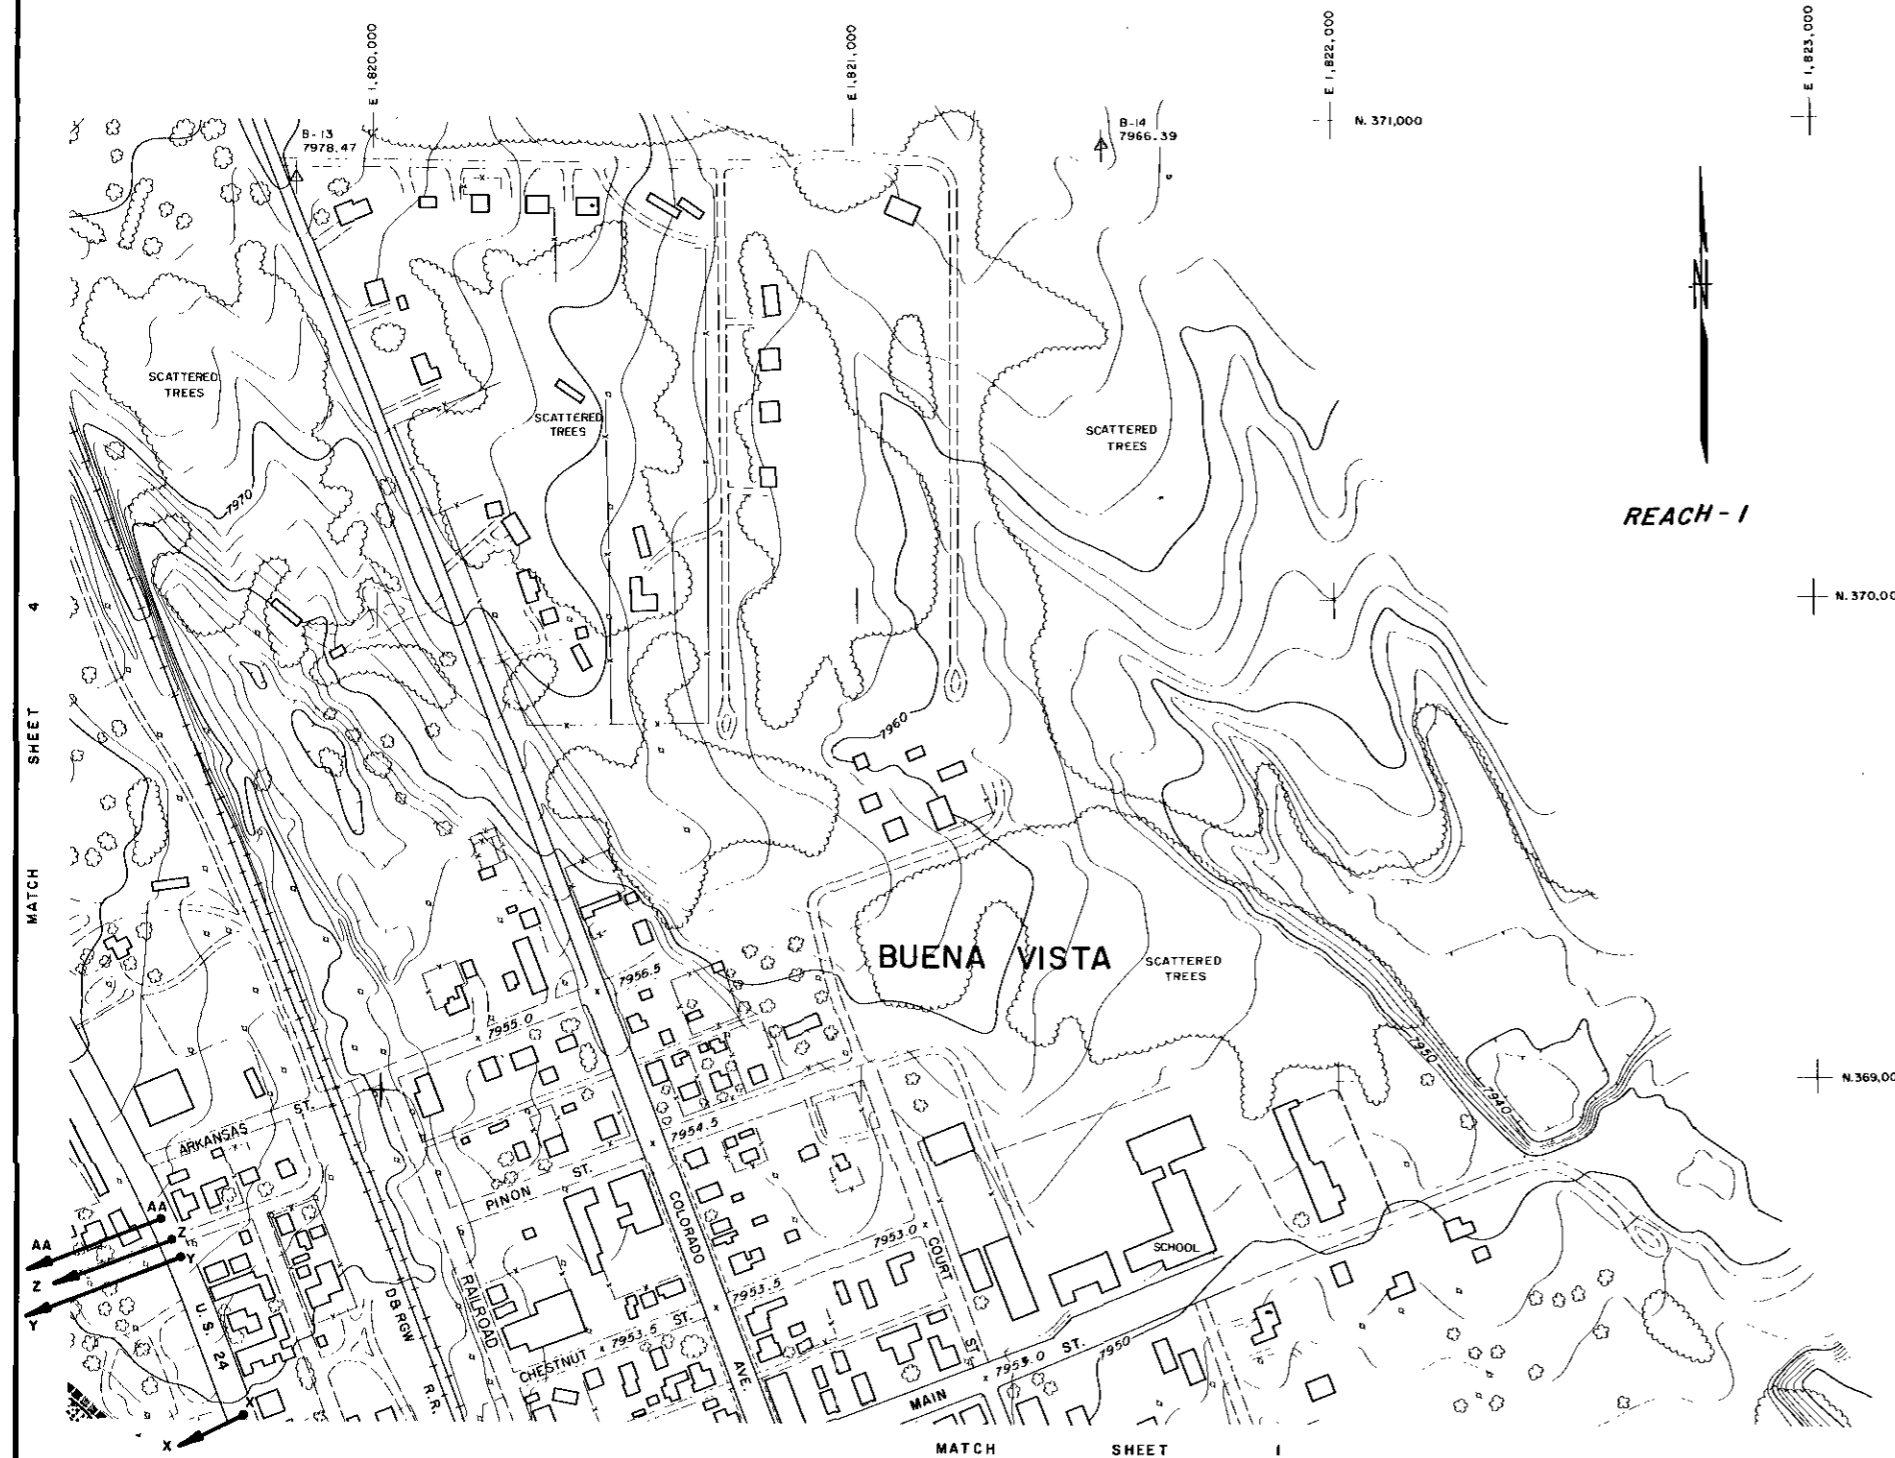 E 1,820,000
E 1,821,000
E 1,822,000
E 1,823,000
B-13
7978.47
B-14
7966.39
N. 371,000
N
SCATTERED
TREES
SCATTERED
TREES
SCATTERED
TREES
7970
REACH-1
N. 370,00
MATCH SHEET 4
7960
BUENA VISTA
SCATTERED
TREES
7956.5
7955.0
7950
7940
N.369,00
ARKANSAS ST.
7954.5
PINON ST.
COLORADO AVE.
AA
AA
Z
Z
Y
Y
7953.0
COURT ST.
SCHOOL
7953.5
U. S. 24
D&RGW R.R.
RAILROAD
CHESTNUT ST.
7953.5
7953.0
7950
MAIN ST.
X
X
MATCH SHEET 1